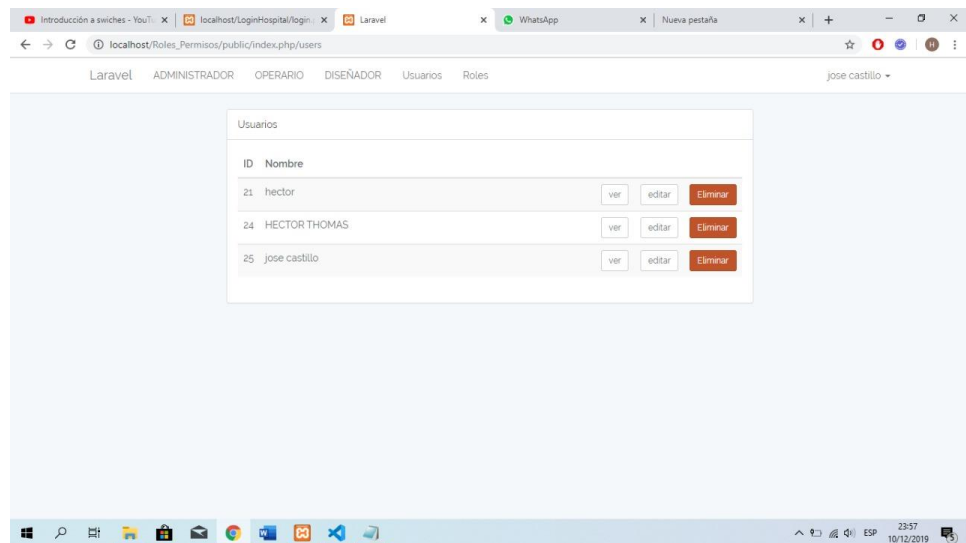 Introducción a swiches - YouTu
localhost/LoginHospital/login.
Laravel
WhatsApp
Nueva pestaña
localhost/Roles_Permisos/public/index.php/users
H
Laravel ADMINISTRADOR OPERARIO DISEÑADOR Usuarios Roles jose castillo
Usuarios
ID Nombre
21 hector ver editar Eliminar
24 HECTOR THOMAS ver editar Eliminar
25 jose castillo ver editar Eliminar
ESP
23:57
10/12/2019